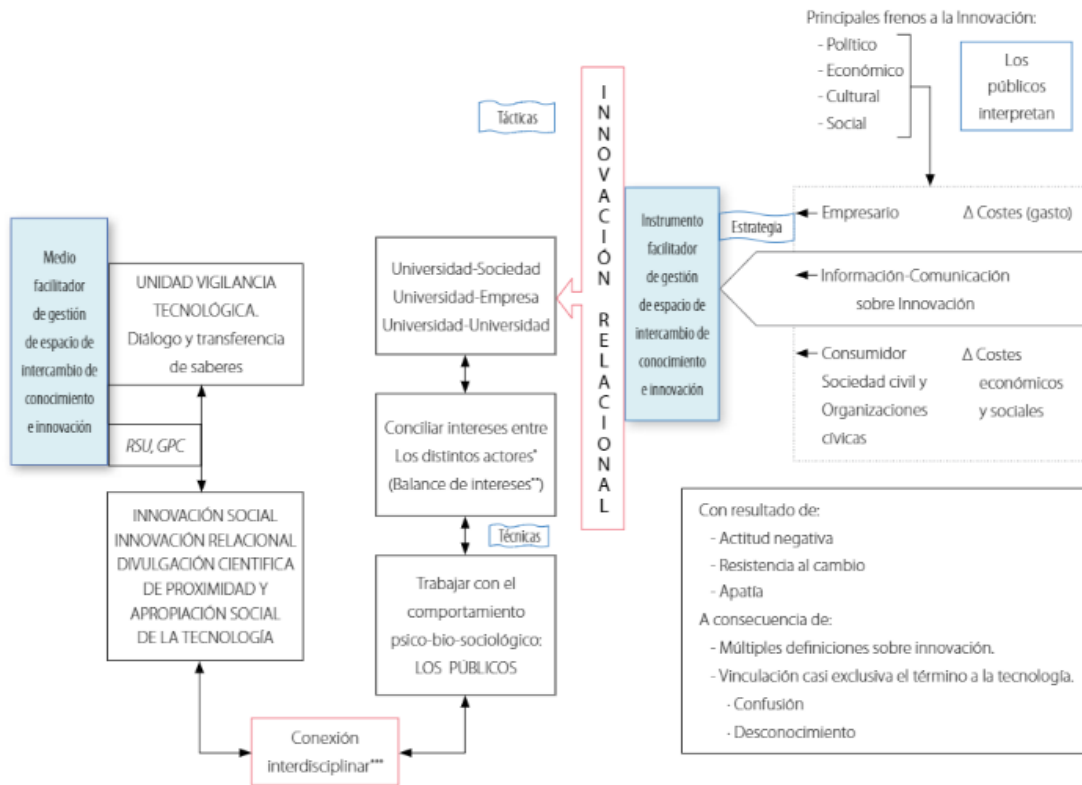 Principales frenos a la Innovación:
- Político
- Económico
- Cultural
- Social
Los
públicos
interpretan
Tácticas
INNOVACIÓN RELACIONAL
Instrumento
facilitador
de gestión
de espacio de
intercambio de
conocimiento
e innovación
Estrategia
Empresario
Δ Costes (gasto)
Información-Comunicación
sobre Innovación
Consumidor
Sociedad civil y
Organizaciones
cívicas
Δ Costes
económicos
y sociales
Medio
facilitador
de gestión
de espacio de
intercambio de
conocimiento
e innovación
UNIDAD VIGILANCIA
TECNOLÓGICA.
Diálogo y transferencia
de saberes
RSU, GPC
INNOVACIÓN SOCIAL
INNOVACIÓN RELACIONAL
DIVULGACIÓN CIENTIFICA
DE PROXIMIDAD Y
APROPIACIÓN SOCIAL
DE LA TECNOLOGÍA
Universidad-Sociedad
Universidad-Empresa
Universidad-Universidad
Conciliar intereses entre
Los distintos actores*
(Balance de intereses**)
Técnicas
Trabajar con el
comportamiento
psico-bio-sociológico:
LOS PÚBLICOS
Conexión
interdisciplinar***
Con resultado de:
- Actitud negativa
- Resistencia al cambio
- Apatía
A consecuencia de:
- Múltiples definiciones sobre innovación.
- Vinculación casi exclusiva el término a la tecnología.
· Confusión
· Desconocimiento